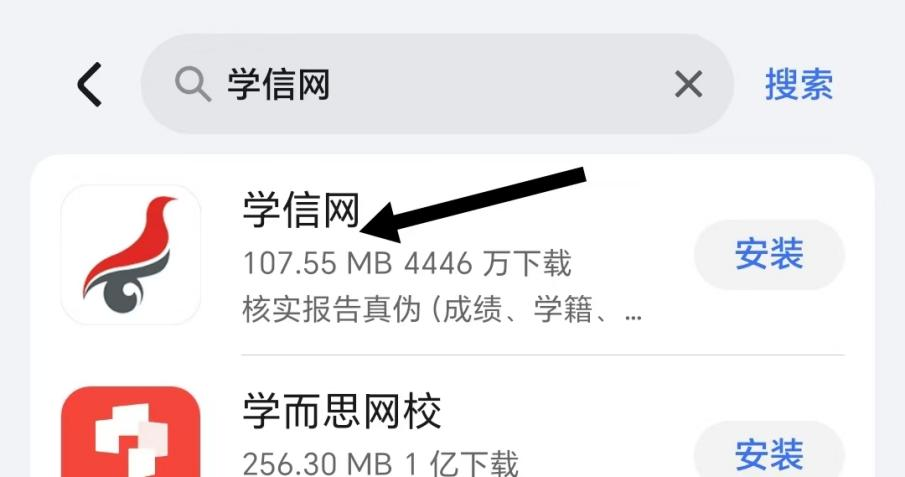 学信网
搜索
学信网
107.55 MB 4446 万下载
安装
核实报告真伪 (成绩、学籍、...
学而思网校
256.30 MB 1 亿下载
安装